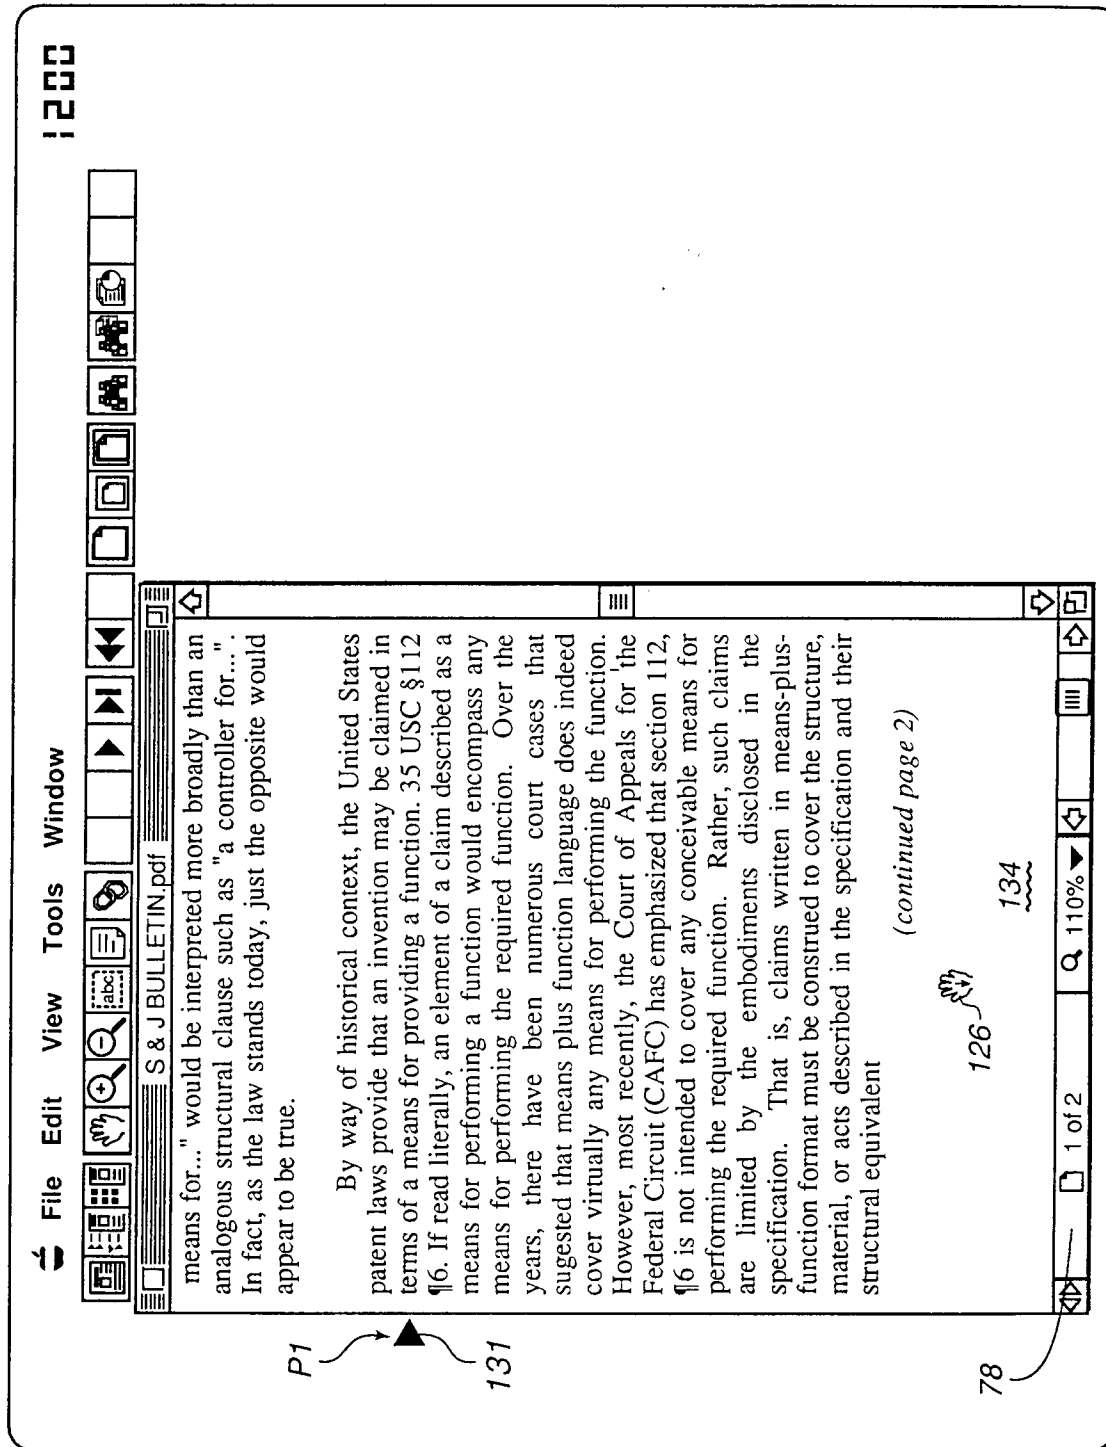 1200
File Edit View Tools Window
abc
S & J BULLETIN.pdf
means for..." would be interpreted more broadly than an
analogous structural clause such as "a controller for...".
In fact, as the law stands today, just the opposite would
appear to be true.
By way of historical context, the United States
patent laws provide that an invention may be claimed in
terms of a means for providing a function. 35 USC §112
¶6. If read literally, an element of a claim described as a
means for performing a function would encompass any
means for performing the required function. Over the
years, there have been numerous court cases that
sugested that means plus function language does indeed
cover virtually any means for performing the function.
However, most recently, the Court of Appeals for the
Federal Circuit (CAFC) has emphasized that section 112,
¶6 is not intended to cover any conceivable means for
performing the required function. Rather, such claims
are limited by the embodiments disclosed in the
specification. That is, claims written in means-plus-
function format must be construed to cover the structure,
material, or acts described in the specification and their
structural equivalent
(continued page 2)
P1
131
126
134
78
1 of 2
110%